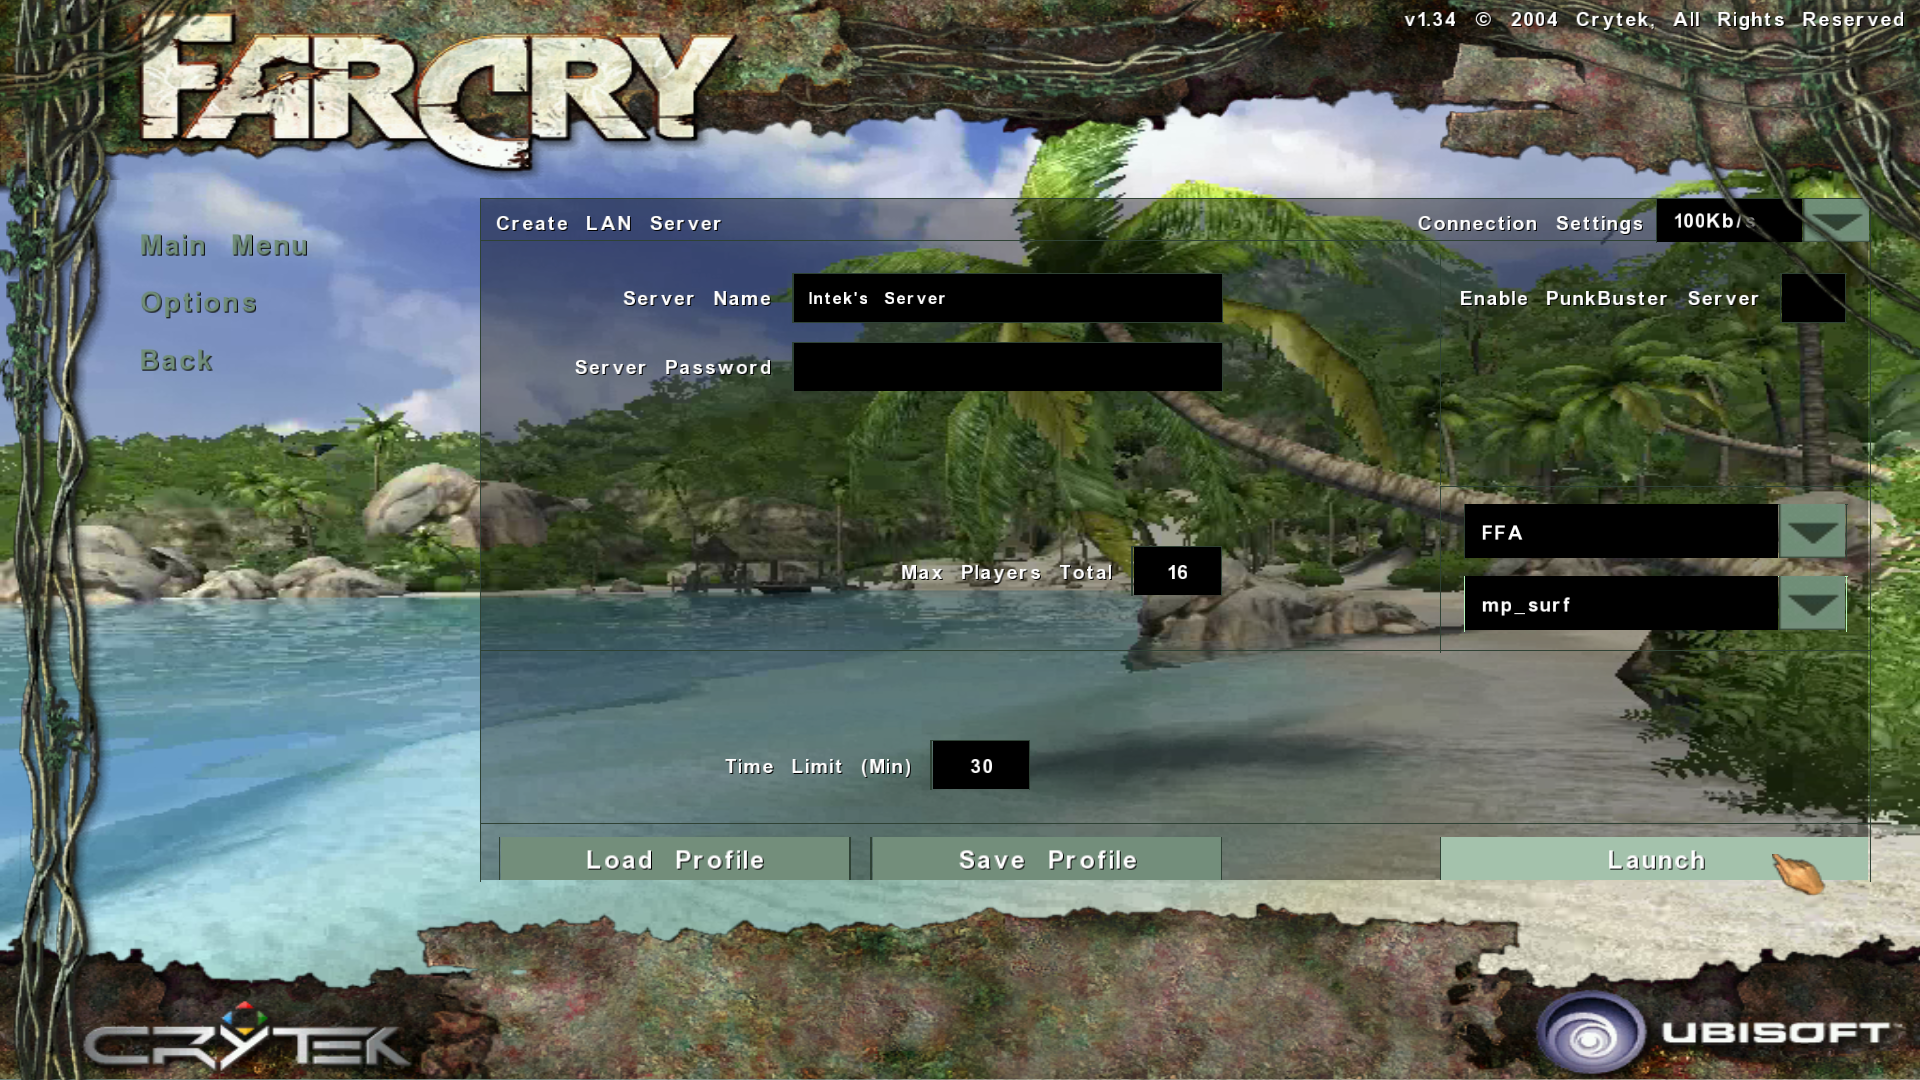 v1.34 © 2004 Crytek, All Rights Reserved
FARCRY
Main Menu
Options
Back
Create LAN Server
Connection Settings
100Kb/s
Server Name
Intek's Server
Enable PunkBuster Server
Server Password
FFA
Max Players Total
16
mp_surf
Time Limit (Min)
30
Load Profile
Save Profile
Launch
CRYTEK
UBISOFT